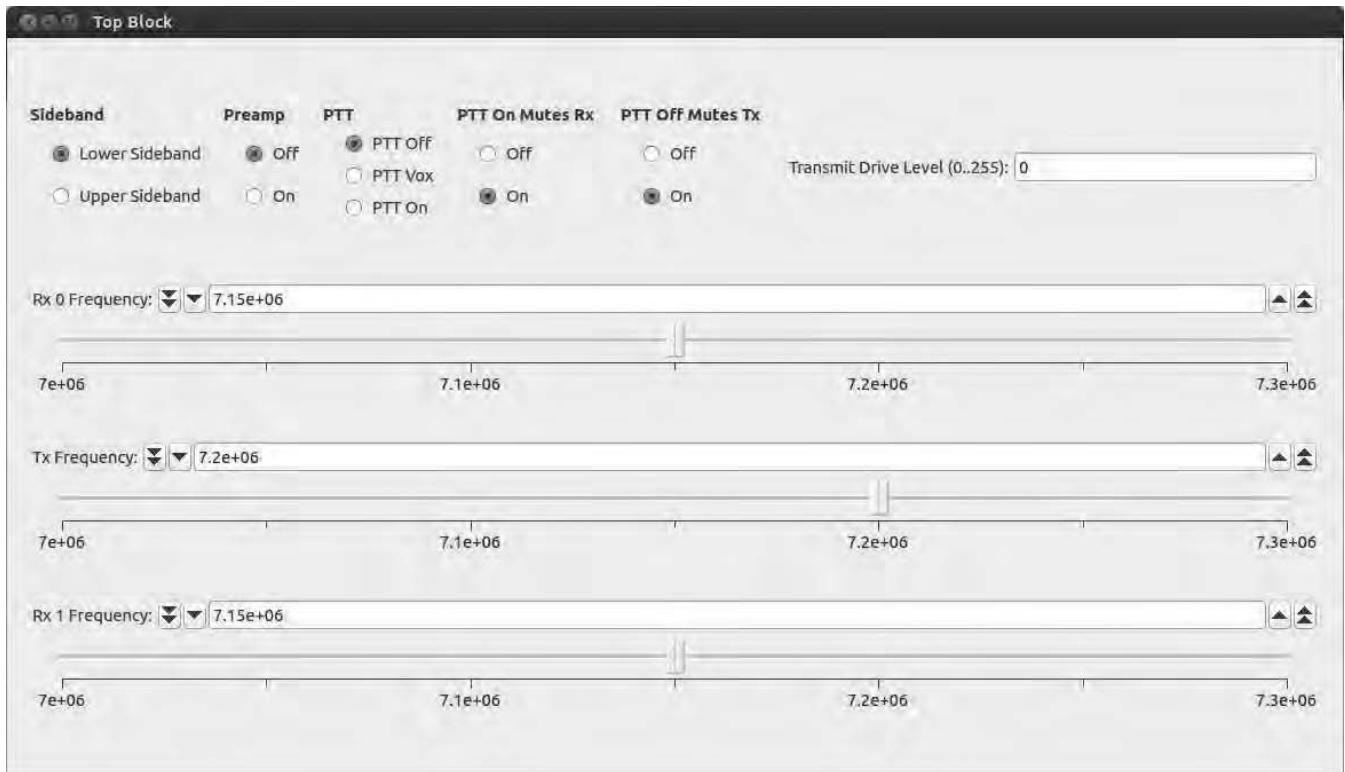 Top Block
Sideband Preamp PTT PTT On Mutes Rx PTT Off Mutes Tx
Lower Sideband Off PTT Off Off Off
Transmit Drive Level (0..255): 0
PTT Vox
Upper Sideband On PTT On On On
Rx 0 Frequency: 7.15e+06
7e+06 7.1e+06 7.2e+06 7.3e+06
Tx Frequency: 7.2e+06
7e+06 7.1e+06 7.2e+06 7.3e+06
Rx 1 Frequency: 7.15e+06
7e+06 7.1e+06 7.2e+06 7.3e+06